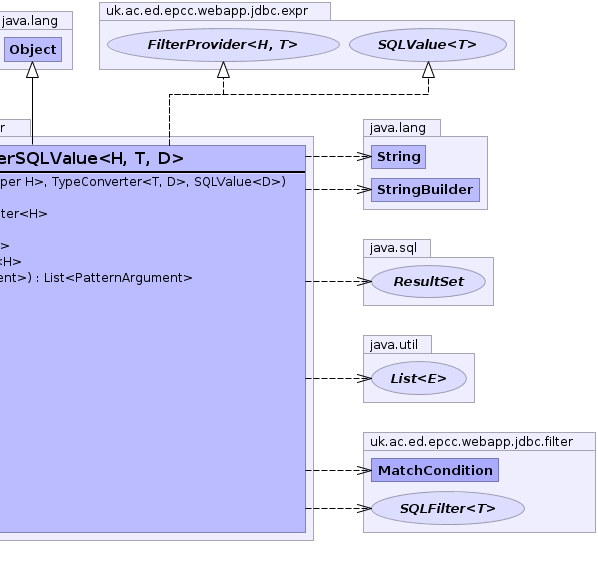 java.lang
Object
uk.ac.ed.epcc.webapp.jdbc.expr
FilterProvider<H, T>
SQLValue<T>
r
erSQLValue<H, T, D>
per H>, TypeConverter<T, D>, SQLValue<D>)
ter<H>
>
<H>
ent>) : List<PatternArgument>
java.lang
String
StringBuilder
java.sql
ResultSet
java.util
List<E>
uk.ac.ed.epcc.webapp.jdbc.filter
MatchCondition
SQLFilter<T>